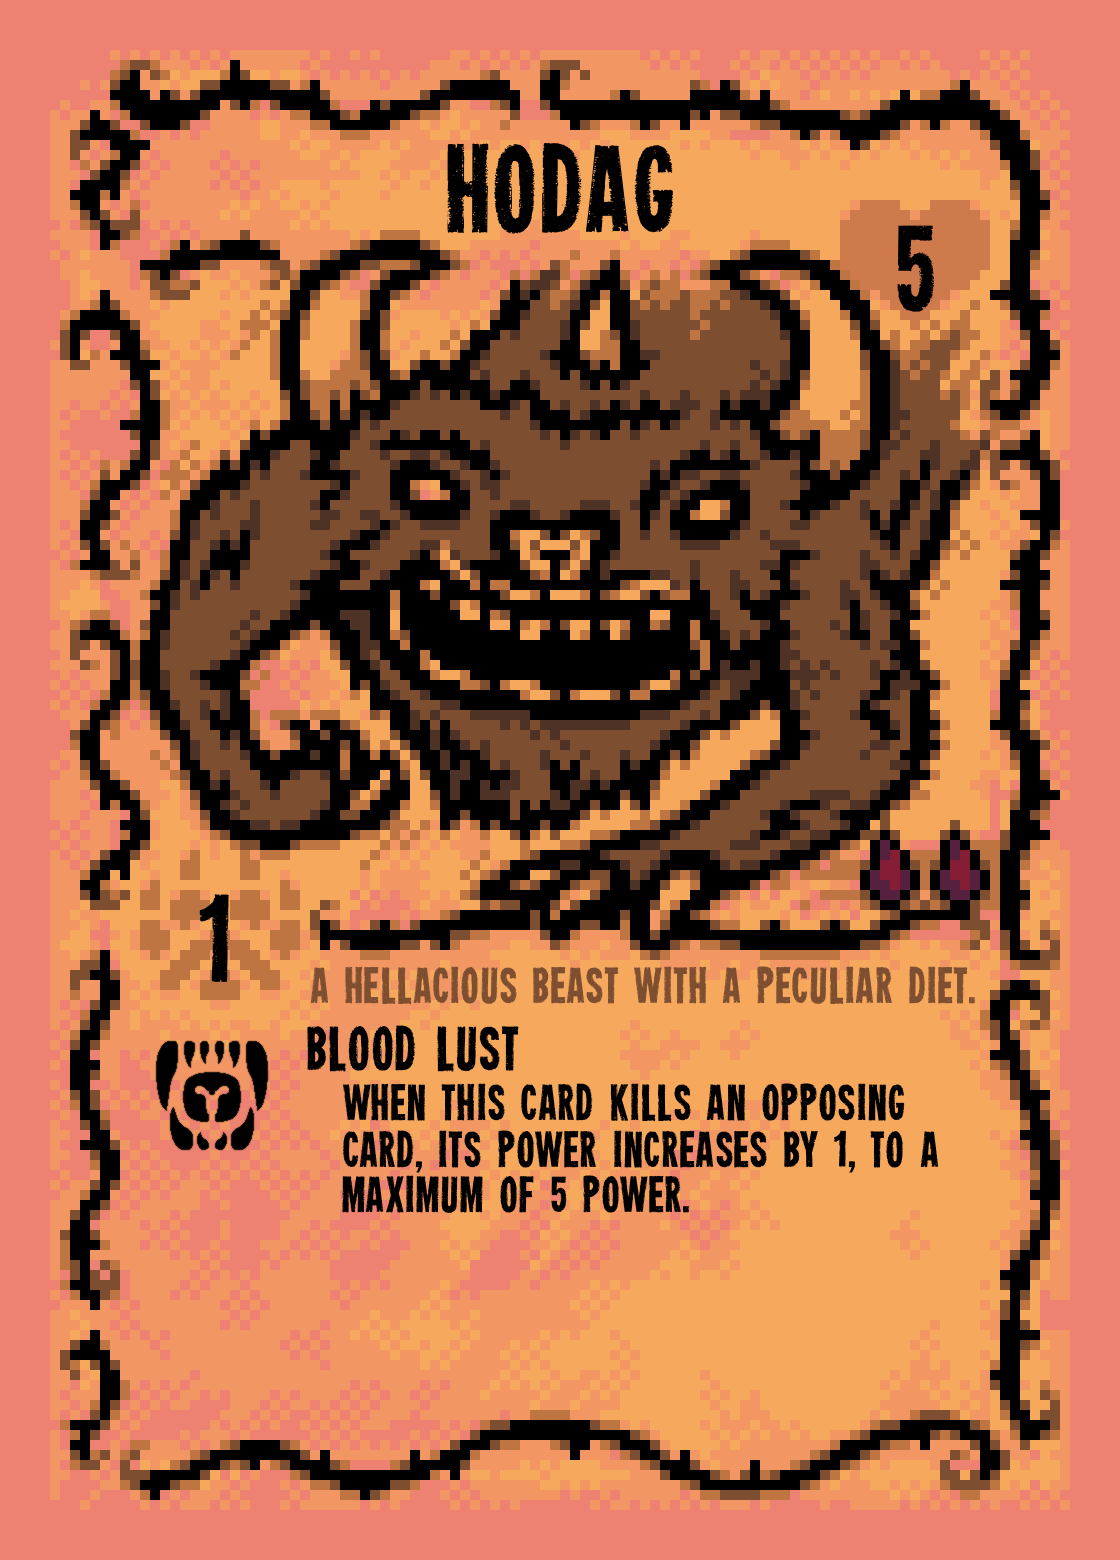 HODAG
5
1
A HELLACIOUS BEAST WITH A PECULIAR DIET.
BLOOD LUST
WHEN THIS CARD KILLS AN OPPOSING
CARD, ITS POWER INCREASES BY 1, TO A
MAXIMUM OF 5 POWER.